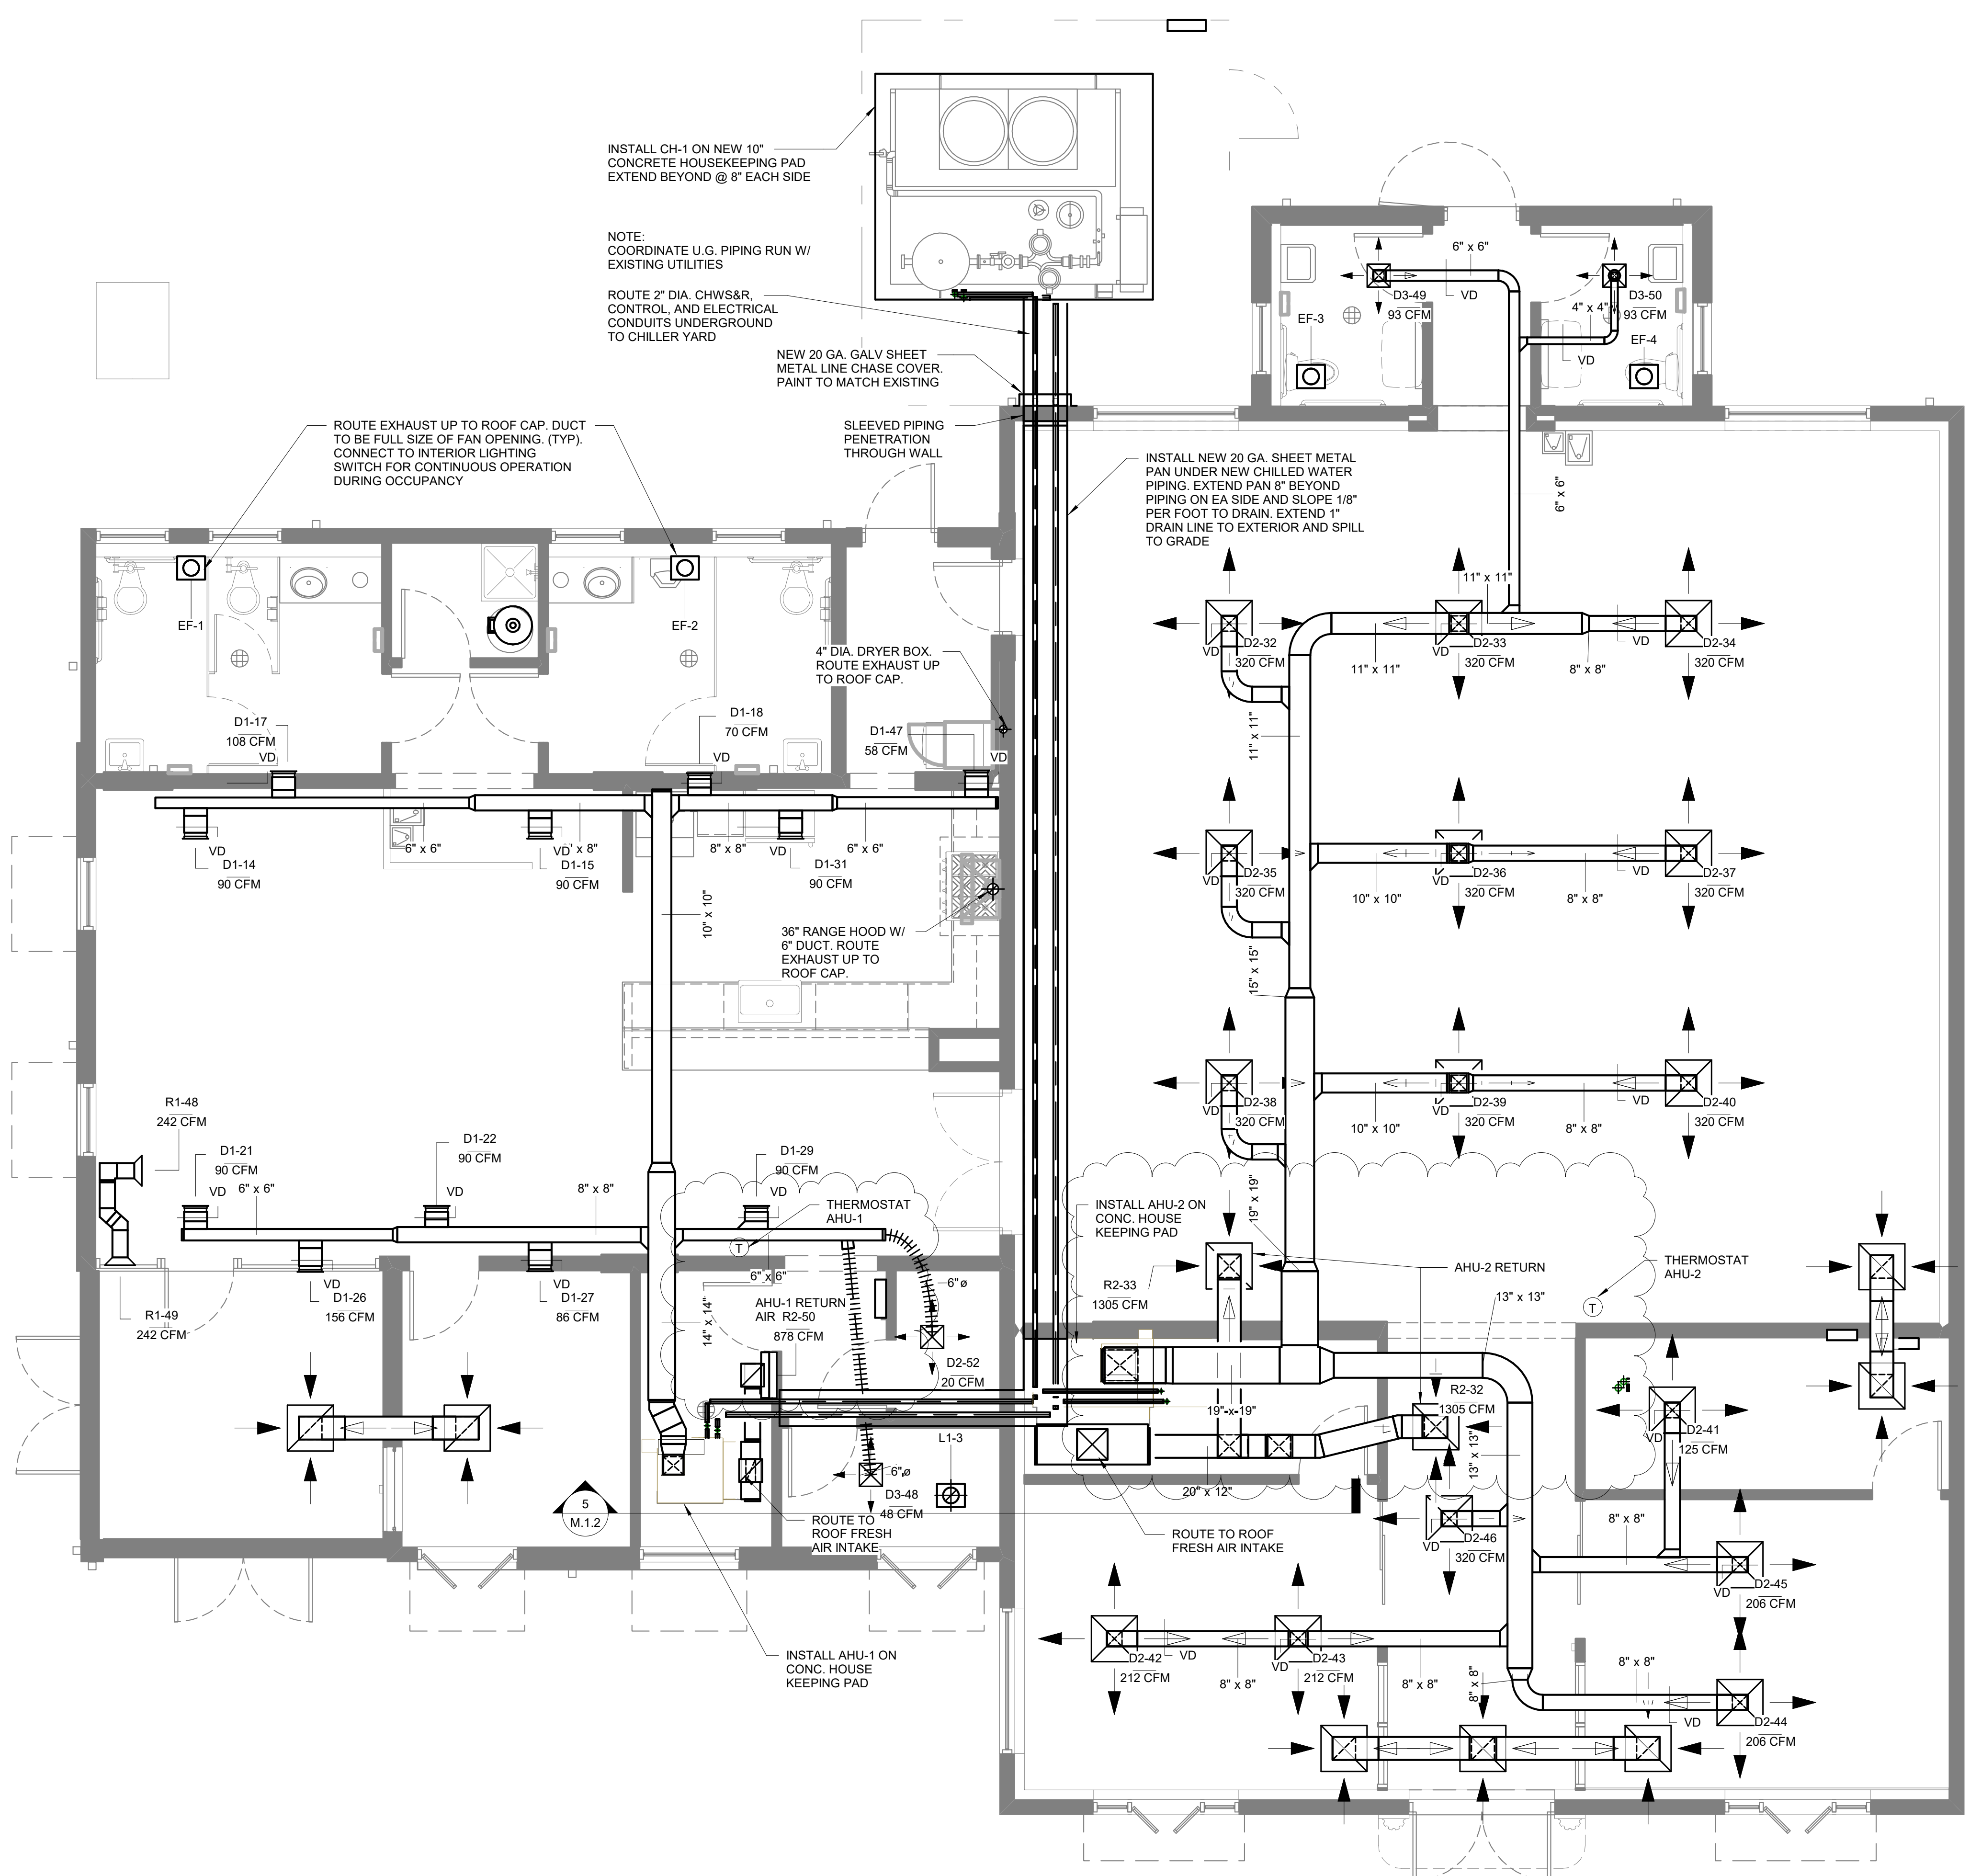 INSTALL CH-1 ON NEW 10"
CONCRETE HOUSEKEEPING PAD
EXTEND BEYOND @ 8" EACH SIDE
NOTE:
COORDINATE U.G. PIPING RUN W/
EXISTING UTILITIES
ROUTE 2" DIA. CHWS&R,
CONTROL, AND ELECTRICAL
CONDUITS UNDERGROUND
TO CHILLER YARD
NEW 20 GA. GALV SHEET
METAL LINE CHASE COVER.
PAINT TO MATCH EXISTING
6" x 6"
VD
D3-49
93 CFM
EF-3
4" x 4"
D3-50
93 CFM
EF-4
VD
ROUTE EXHAUST UP TO ROOF CAP. DUCT
TO BE FULL SIZE OF FAN OPENING. (TYP).
CONNECT TO INTERIOR LIGHTING
SWITCH FOR CONTINUOUS OPERATION
DURING OCCUPANCY
SLEEVED PIPING
PENETRATION
THROUGH WALL
INSTALL NEW 20 GA. SHEET METAL
PAN UNDER NEW CHILLED WATER
PIPING. EXTEND PAN 8" BEYOND
PIPING ON EA SIDE AND SLOPE 1/8"
PER FOOT TO DRAIN. EXTEND 1"
DRAIN LINE TO EXTERIOR AND SPILL
TO GRADE
6" x 6"
11" x 11"
EF-1
EF-2
4" DIA. DRYER BOX.
ROUTE EXHAUST UP
TO ROOF CAP.
D2-32
VD
320 CFM
D2-33
VD
320 CFM
VD
D2-34
320 CFM
11" x 11"
8" x 8"
11" x 11"
D1-17
108 CFM
VD
D1-18
70 CFM
VD
D1-47
58 CFM
VD
VD
D1-14
90 CFM
6" x 6"
VD
" x 8"
D1-15
90 CFM
8" x 8"
VD
D1-31
90 CFM
6" x 6"
D2-35
VD
320 CFM
D2-36
VD
320 CFM
VD
D2-37
320 CFM
10" x 10"
8" x 8"
10" x 10"
36" RANGE HOOD W/
6" DUCT. ROUTE
EXHAUST UP TO
ROOF CAP.
15" x 15"
R1-48
242 CFM
D2-38
VD
320 CFM
D2-39
VD
320 CFM
VD
D2-40
320 CFM
10" x 10"
8" x 8"
D1-21
90 CFM
VD
6" x 6"
D1-22
90 CFM
VD
8" x 8"
D1-29
90 CFM
VD
THERMOSTAT
AHU-1
T
INSTALL AHU-2 ON
CONC. HOUSE
KEEPING PAD
19" x 19"
AHU-2 RETURN
THERMOSTAT
AHU-2
T
R2-33
1305 CFM
13" x 13"
R1-49
242 CFM
VD
D1-26
156 CFM
VD
D1-27
86 CFM
14" x 14"
6" x 6"
AHU-1 RETURN
AIR R2-50
878 CFM
6" ø
D2-52
20 CFM
R2-32
1305 CFM
19" x 19"
13" x 13"
D2-41
VD
125 CFM
L1-3
6" ø
D3-48
48 CFM
20" x 12"
5
M.1.2
ROUTE TO
ROOF FRESH
AIR INTAKE
ROUTE TO ROOF
FRESH AIR INTAKE
D2-46
VD
320 CFM
8" x 8"
D2-45
VD
206 CFM
INSTALL AHU-1 ON
CONC. HOUSE
KEEPING PAD
D2-42
212 CFM
VD
8" x 8"
D2-43
VD
212 CFM
8" x 8"
8" x 8"
8" x 8"
VD
D2-44
206 CFM